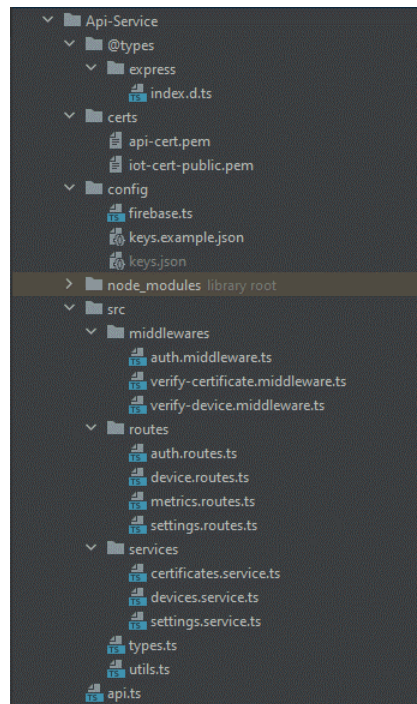 Api-Service
@types
express
index.d.ts
certs
api-cert.pem
iot-cert-public.pem
config
firebase.ts
keys.example.json
keys.json
node_modules library root
src
middlewares
auth.middleware.ts
verify-certificate.middleware.ts
verify-device.middleware.ts
routes
auth.routes.ts
device.routes.ts
metrics.routes.ts
settings.routes.ts
services
certificates.service.ts
devices.service.ts
settings.service.ts
types.ts
utils.ts
api.ts